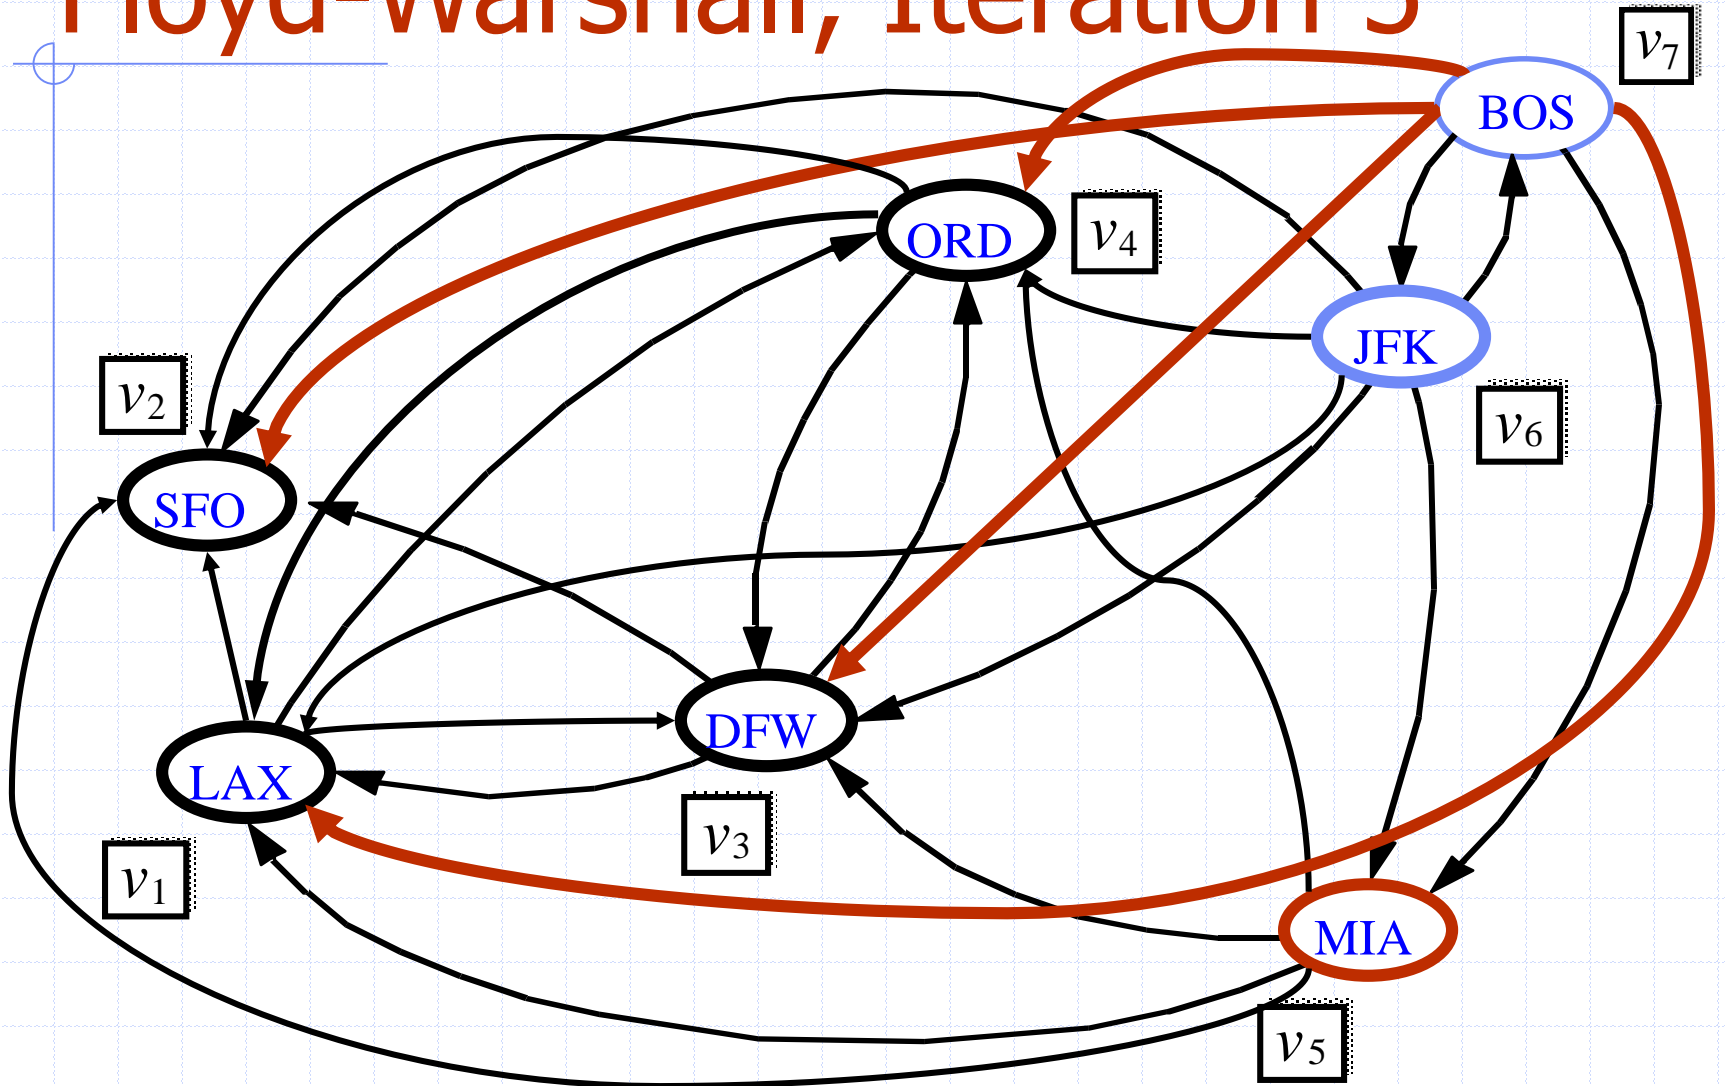 Floyd-Warshall, Iteration 5
v7
BOS
ORD
v4
JFK
v2
v6
SFO
DFW
LAX
v3
v1
MIA
v5